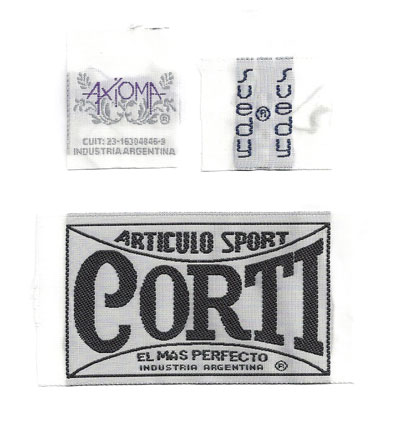 AXIOMA
®
CUIT: 23-16304846-9
INDUSTRIA ARGENTINA
suedy ® suedy
ARTICULO SPORT
CORTI
EL MAS PERFECTO
INDUSTRIA ARGENTINA ®